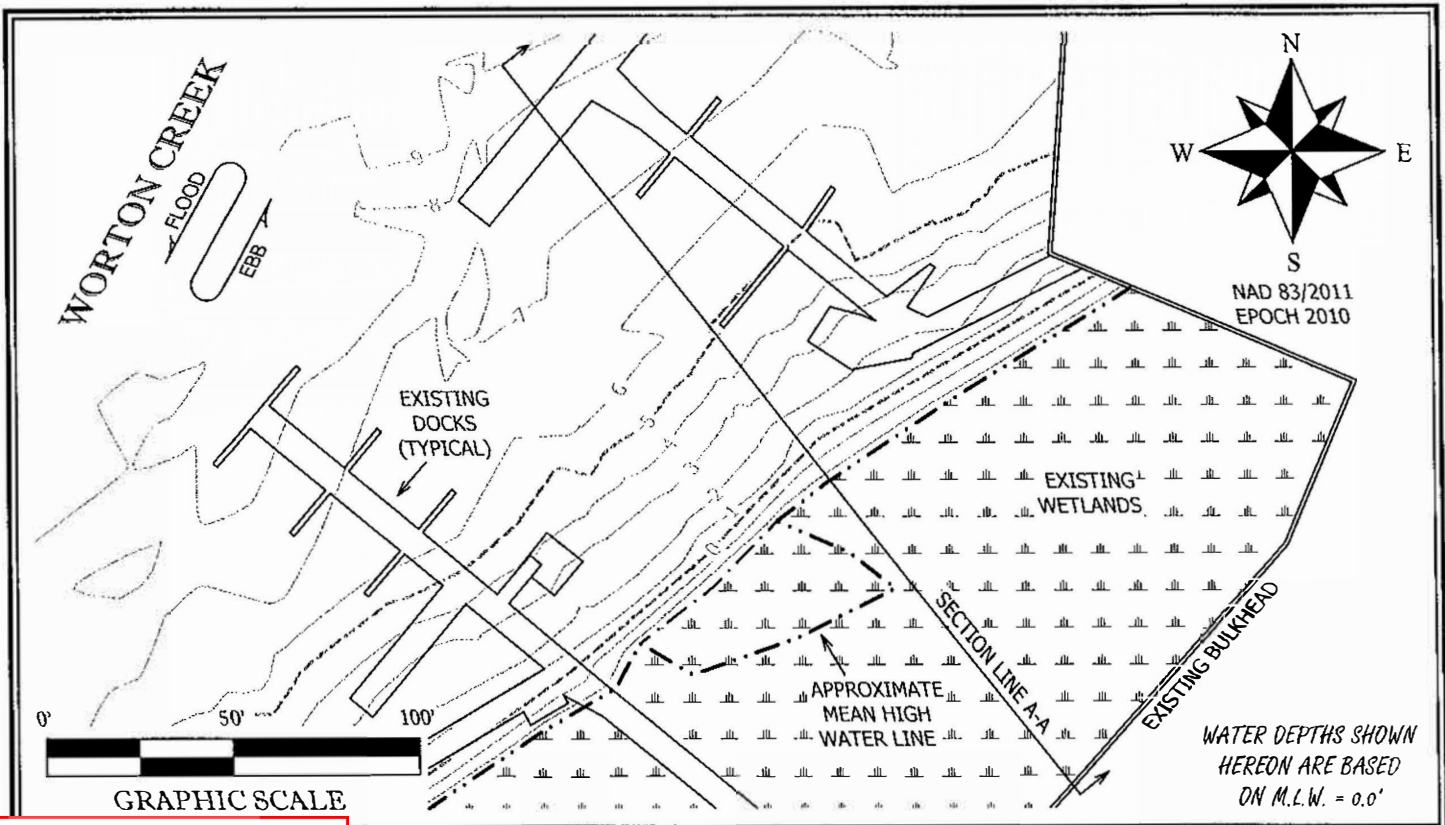 WORTON CREEK
FLOOD
EBB
9
8
7
6
5
4
3
2
1
0
N
W
E
S
NAD 83/2011
EPOCH 2010
EXISTING
DOCKS
(TYPICAL)
EXISTING
WETLANDS
SECTION LINE A-A
EXISTING BULKHEAD
APPROXIMATE
MEAN HIGH
WATER LINE
0'
50'
100'
GRAPHIC SCALE
WATER DEPTHS SHOWN
HEREON ARE BASED
ON M.L.W. = 0.0'